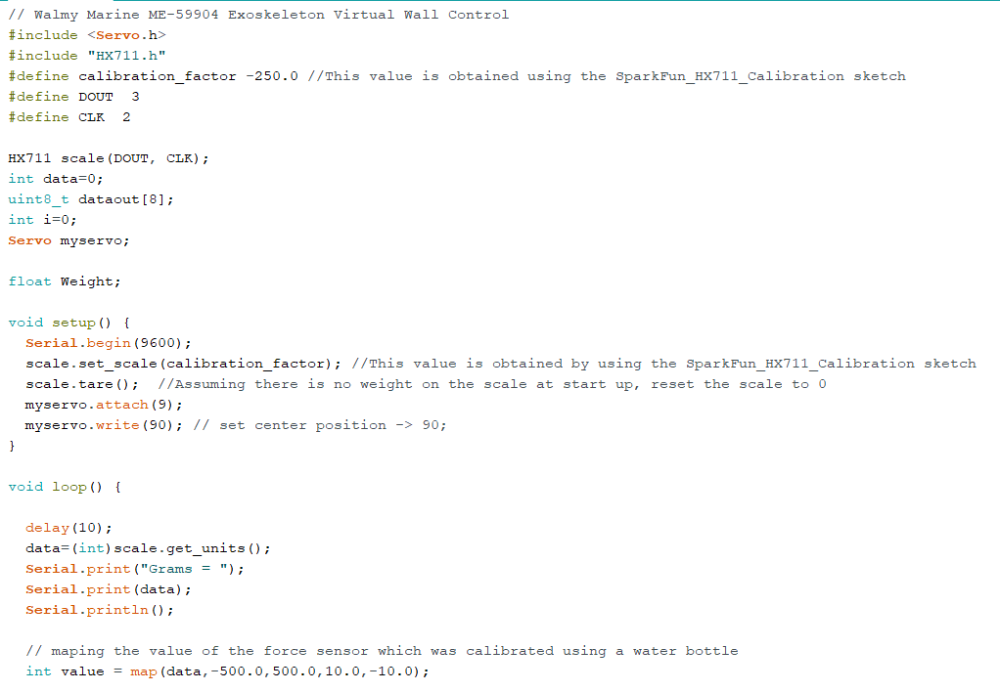 // Walmy Marine ME-59904 Exoskeleton Virtual Wall Control
#include <Servo.h>
#include "HX711.h"
#define calibration_factor -250.0 //This value is obtained using the SparkFun_HX711_Calibration sketch
#define DOUT  3
#define CLK  2

HX711 scale(DOUT, CLK);
int data=0;
uint8_t dataout[8];
int i=0;
Servo myservo;

float Weight;

void setup() {
  Serial.begin(9600);
  scale.set_scale(calibration_factor); //This value is obtained by using the SparkFun_HX711_Calibration sketch
  scale.tare();  //Assuming there is no weight on the scale at start up, reset the scale to 0
  myservo.attach(9);
  myservo.write(90); // set center position -> 90;
}

void loop() {

  delay(10);
  data=(int)scale.get_units();
  Serial.print("Grams = ");
  Serial.print(data);
  Serial.println();

  // maping the value of the force sensor which was calibrated using a water bottle
  int value = map(data,-500.0,500.0,10.0,-10.0);